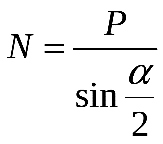 N = P / sin α/2